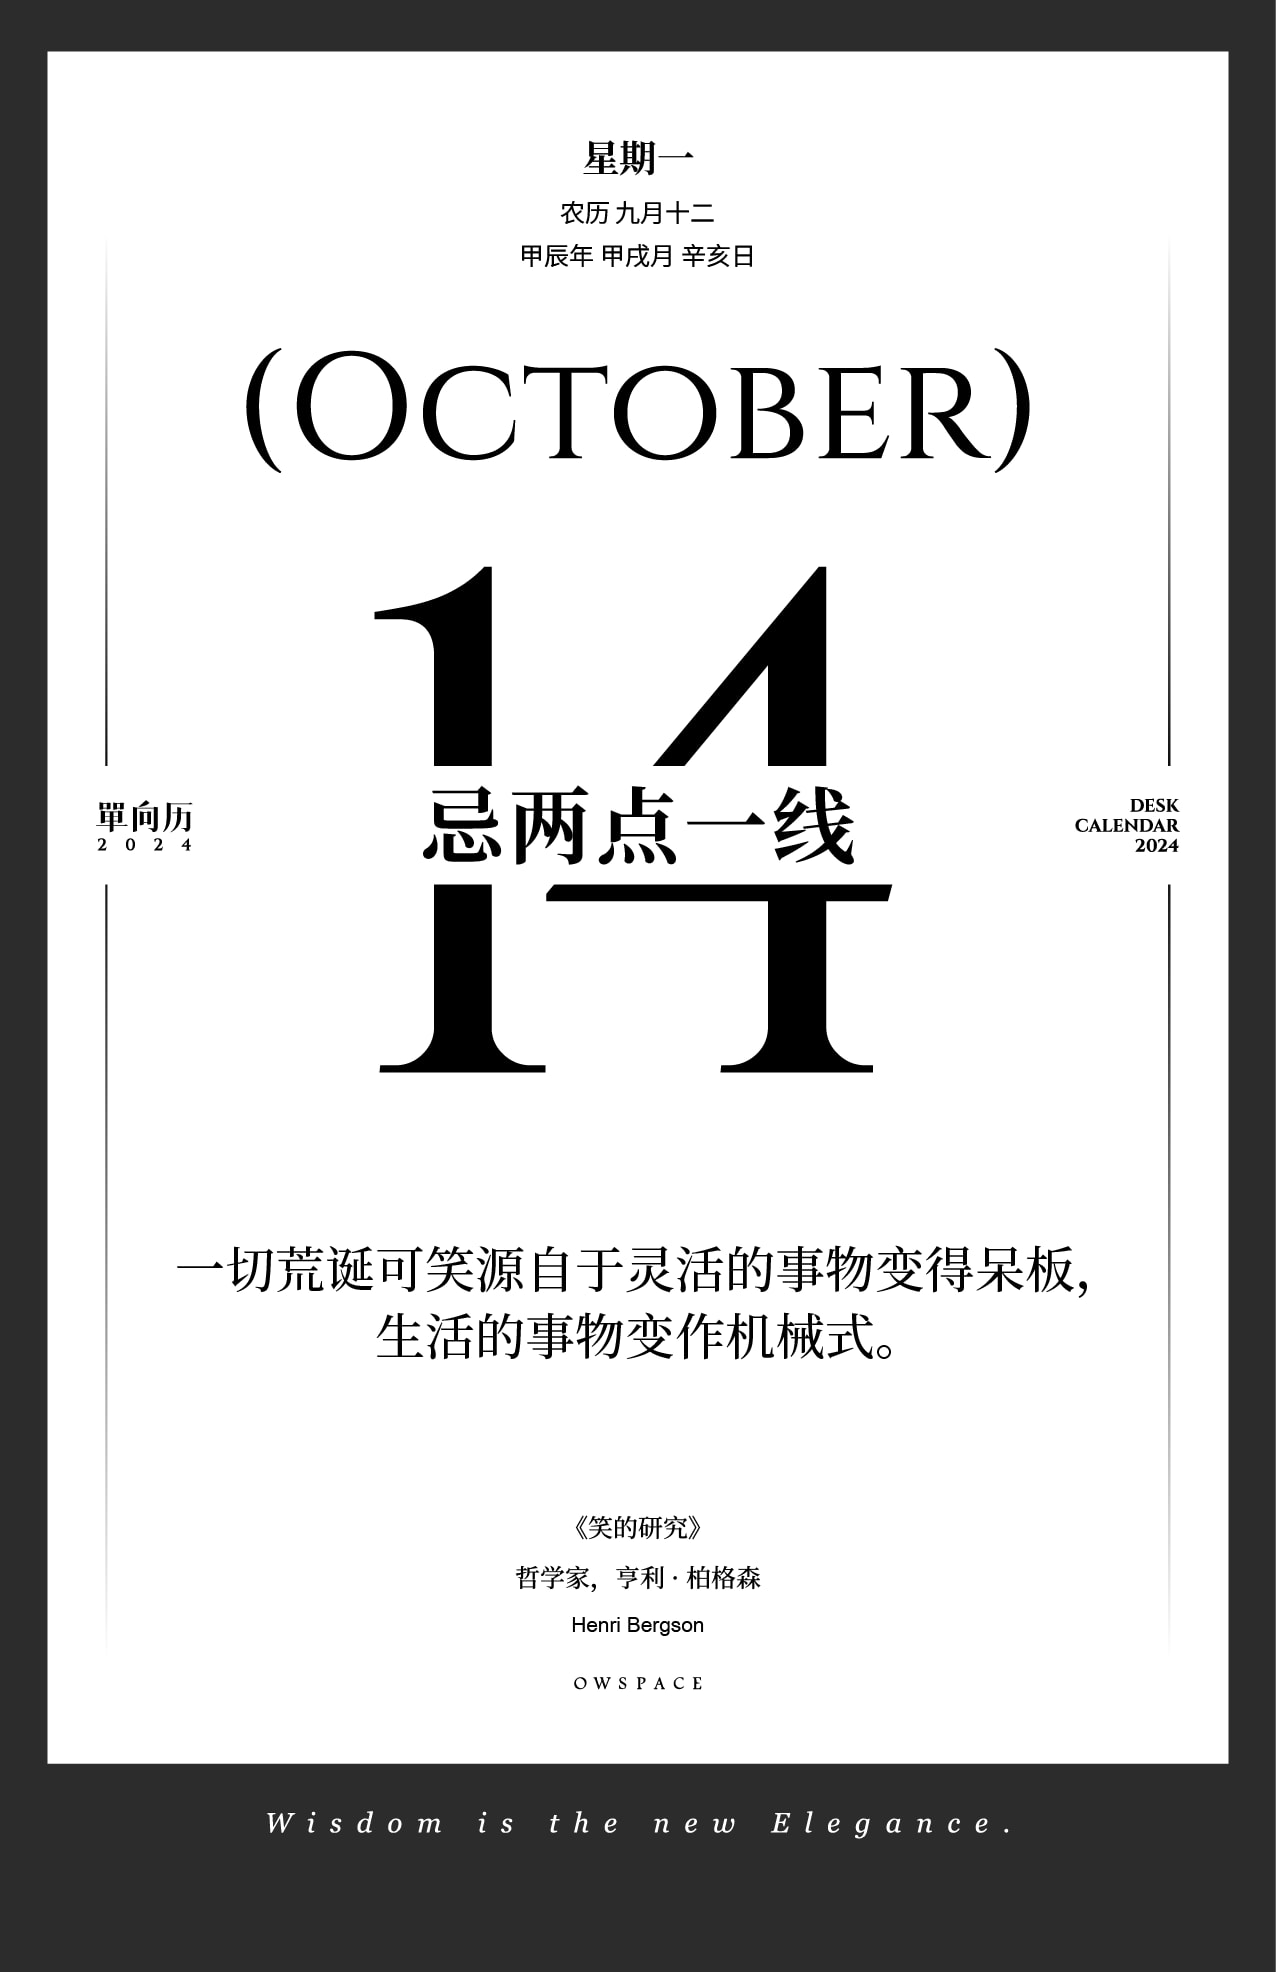 星期一
农历 九月十二
甲辰年 甲戌月 辛亥日
(OCTOBER)
14
單向历
2024
忌两点一线
DESK
CALENDAR
2024
一切荒诞可笑源自于灵活的事物变得呆板，
生活的事物变作机械式。
《笑的研究》
哲学家，亨利·柏格森
Henri Bergson
OWSPACE
Wisdom is the new Elegance.